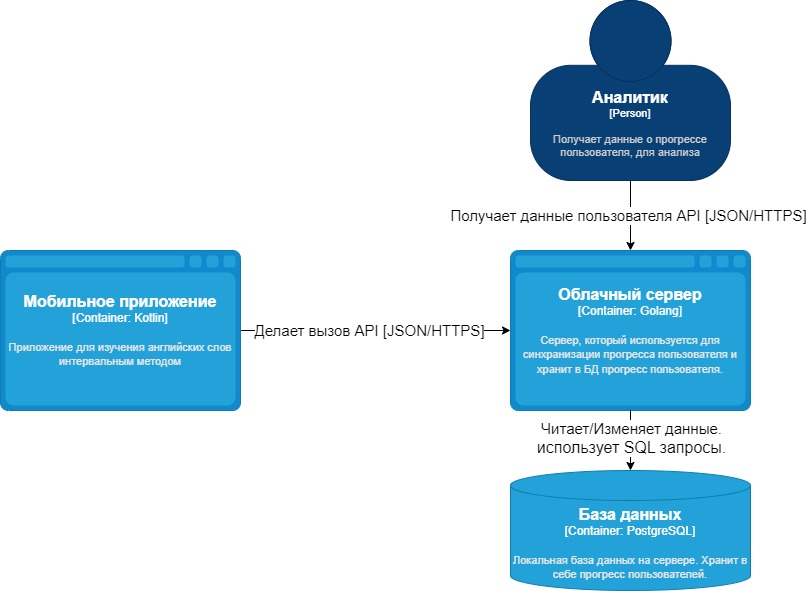 Аналитик
[Person]
Получает данные о прогрессе
пользователя, для анализа
Получает данные пользователя API [JSON/HTTPS]
Мобильное приложение
[Container: Kotlin]
Приложение для изучения английских слов
интервальным методом
Делает вызов API [JSON/HTTPS]
Облачный сервер
[Container: Golang]
Сервер, который используется для
синхронизации прогресса пользователя и
хранит в БД прогресс пользователя.
Читает/Изменяет данные.
использует SQL запросы.
База данных
[Container: PostgreSQL]
Локальная база данных на сервере. Хранит в
себе прогресс пользователей.